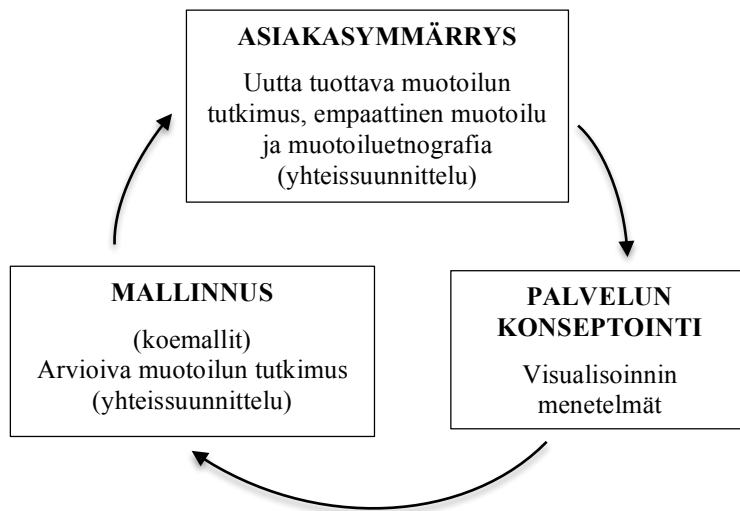 ASIAKASYMMÄRRYS
Uutta tuottava muotoilun
tutkimus, empaattinen muotoilu
ja muotoiluetnografia
(yhteissuunnittelu)
MALLINNUS
(koemallit)
Arvioiva muotoilun tutkimus
(yhteissuunnittelu)
PALVELUN
KONSEPTOINTI
Visualisoinnin
menetelmät